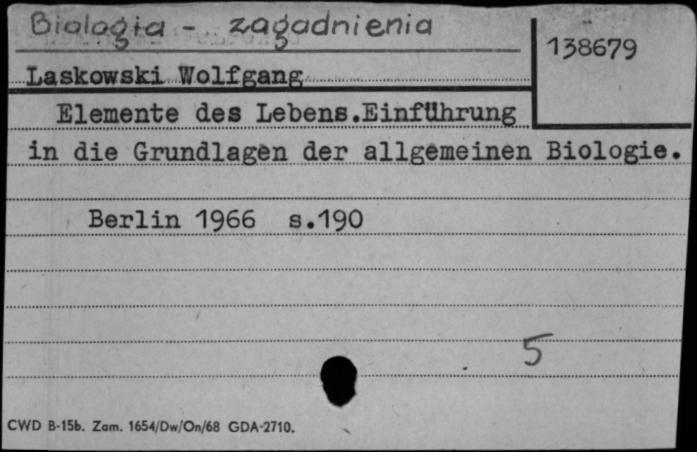 Biologia - zagadnienia
138679
Laskowski Wolfgang
Elemente des Lebens.Einführung
in die Grundlagen der allgemeinen Biologie.
Berlin 1966 s.190
5
CWD B-15b. Zam. 1654/Dw/On/68 GDA-2710.